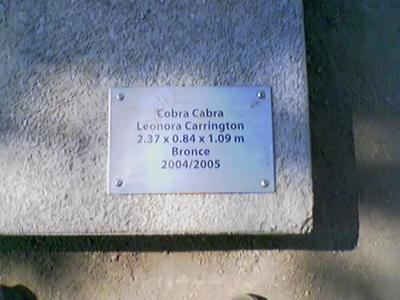 Cobra Cabra
Leonora Carrington
2.37 x 0.84 x 1.09 m
Bronce
2004/2005